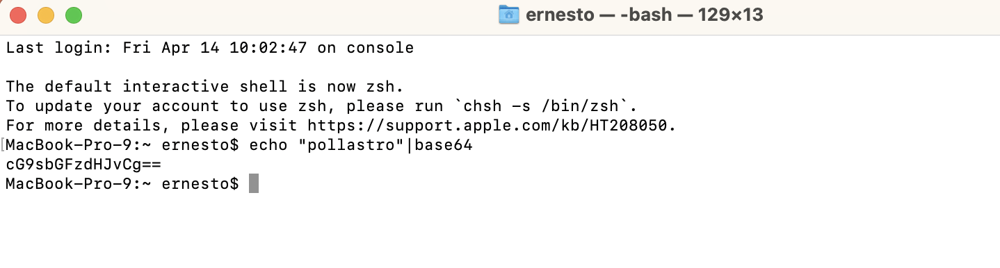 ernesto — -bash — 129×13
Last login: Fri Apr 14 10:02:47 on console
The default interactive shell is now zsh.
To update your account to use zsh, please run `chsh -s /bin/zsh`.
For more details, please visit https://support.apple.com/kb/HT208050.
[MacBook-Pro-9:~ ernesto$ echo "pollastro"|base64
cG9sbGFzdHJvCg==
MacBook-Pro-9:~ ernesto$